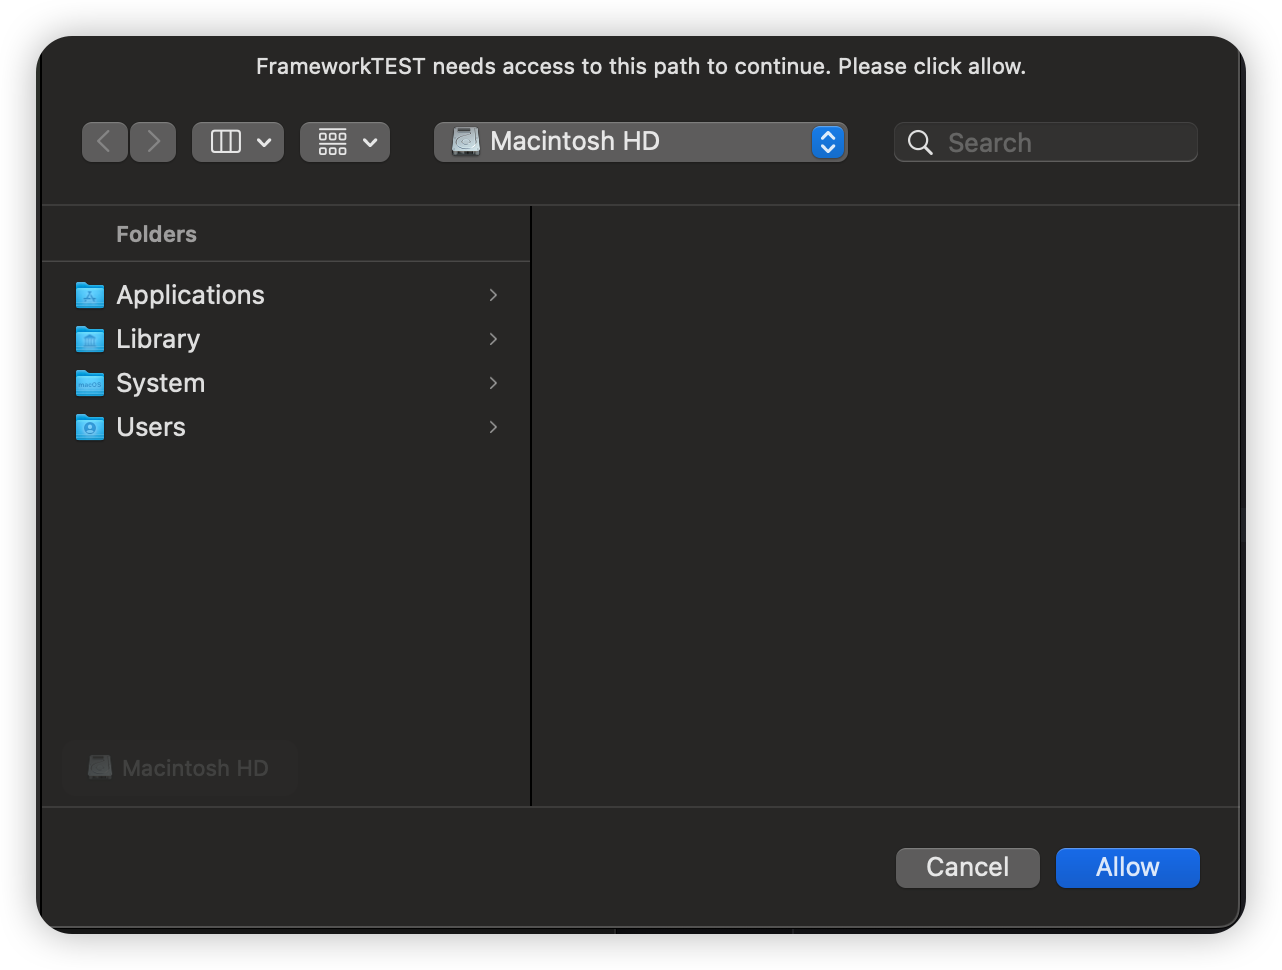 FrameworkTEST needs access to this path to continue. Please click allow.
Macintosh HD
Search
Folders
Applications
Library
System
Users
Macintosh HD
Cancel
Allow